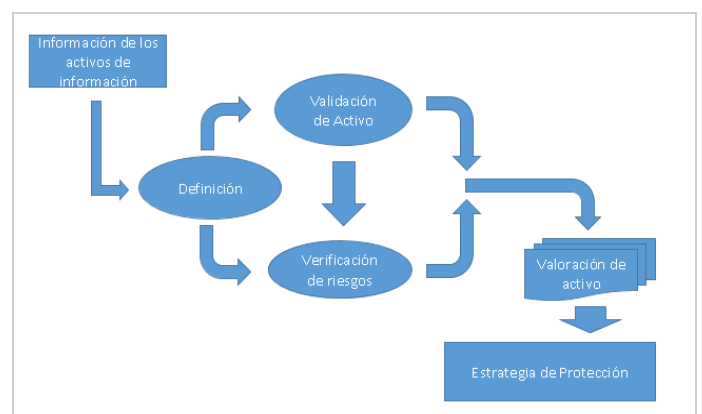 Información de los
activos de
información
Validación
de Activo
Definición
Verificación
de riesgos
Valoración de
activo
Estrategia de Protección